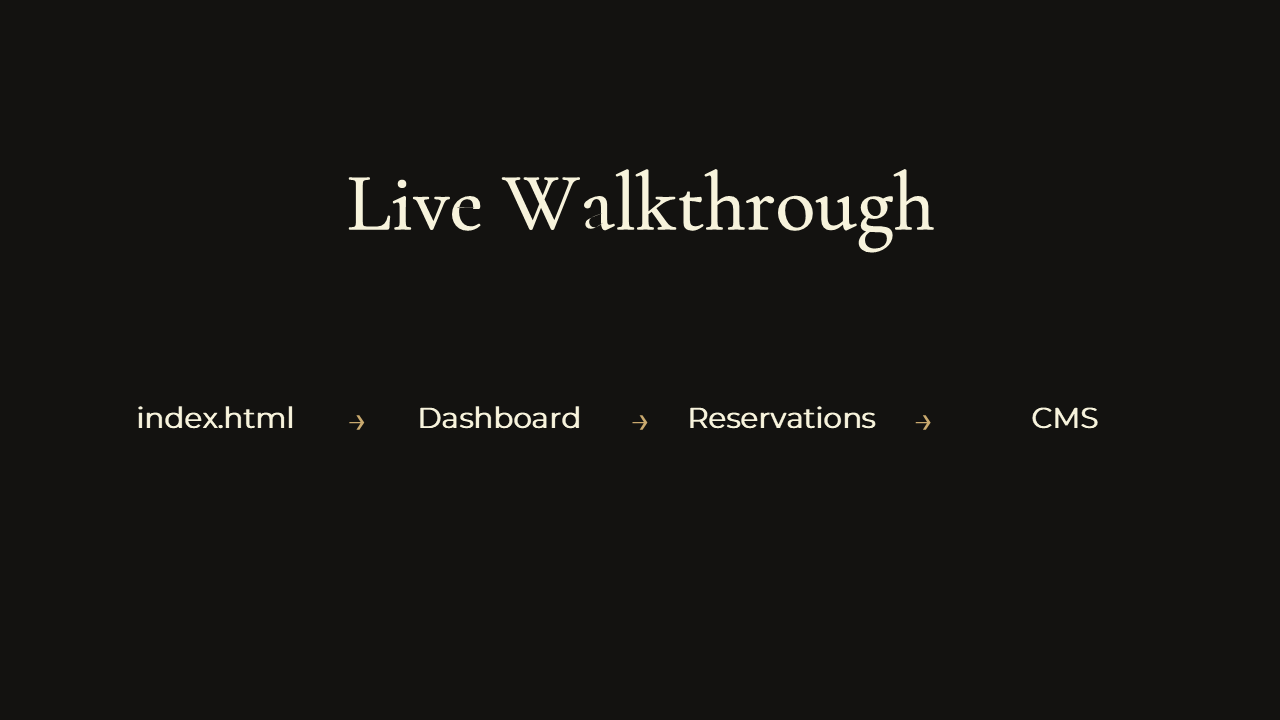 Live Walkthrough
index.html → Dashboard → Reservations → CMS